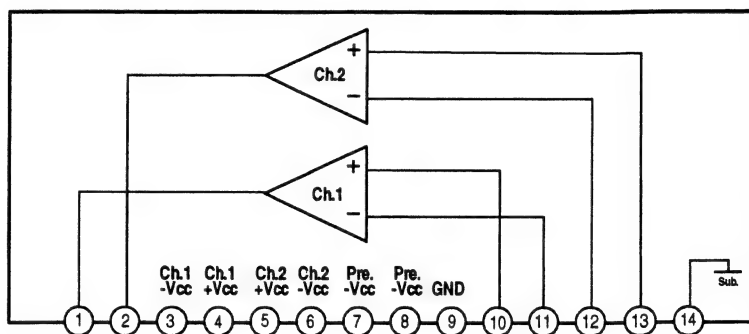 +
Ch.2
−
+
Ch.1
−
Ch.1 Ch.1 Ch.2 Ch.2 Pre. Pre.
-Vcc +Vcc +Vcc -Vcc -Vcc -Vcc GND
Sub.
1 2 3 4 5 6 7 8 9 10 11 12 13 14